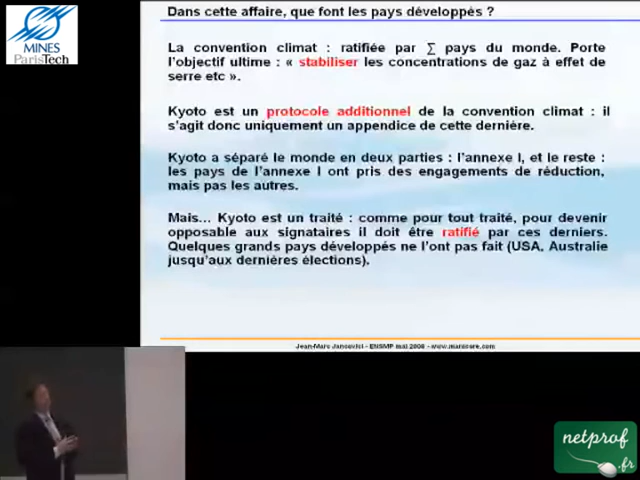 Dans cette affaire, que font les pays développés ?
MINES
ParisTech
La convention climat : ratifiée par ∑ pays du monde. Porte
l'objectif ultime : « stabiliser les concentrations de gaz à effet de
serre etc ».
Kyoto est un protocole additionnel de la convention climat : il
s'agit donc uniquement un appendice de cette dernière.
Kyoto a séparé le monde en deux parties : l'annexe I, et le reste :
les pays de l'annexe I ont pris des engagements de réduction,
mais pas les autres.
Mais... Kyoto est un traité : comme pour tout traité, pour devenir
opposable aux signataires il doit être ratifié par ces derniers.
Quelques grands pays développés ne l'ont pas fait (USA, Australie
jusqu'aux dernières élections).
Jean-Marc Jancovici - ENSMP mai 2008 - www.manicore.com
netprof
.fr